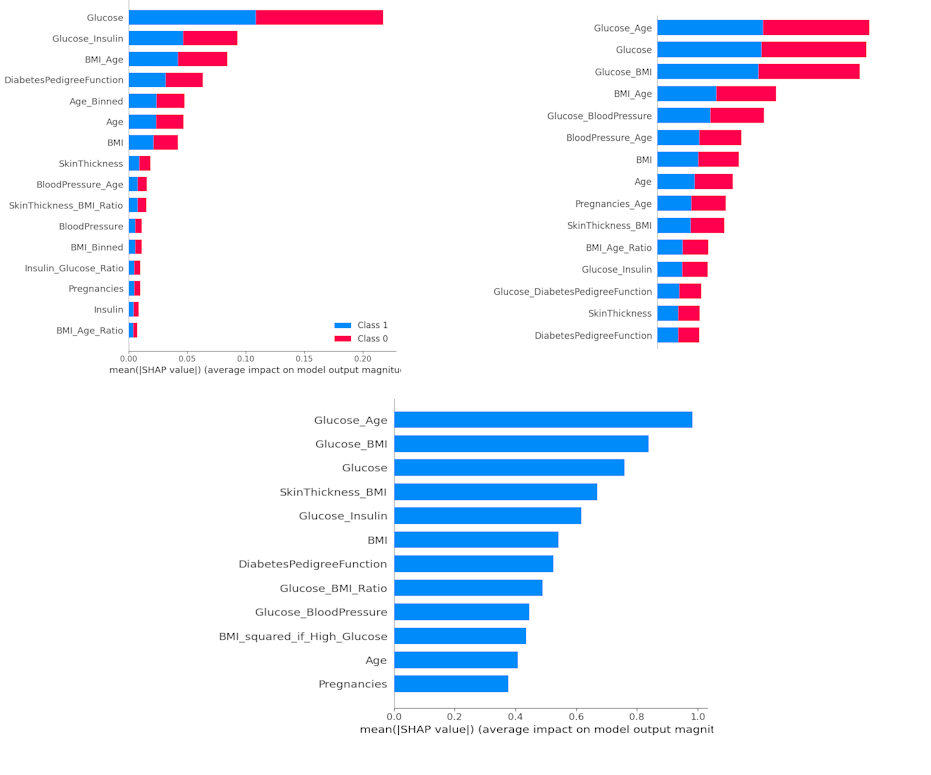 Glucose
Glucose_Insulin
BMI_Age
DiabetesPedigreeFunction
Age_Binned
Age
BMI
SkinThickness
BloodPressure_Age
SkinThickness_BMI_Ratio
BloodPressure
BMI_Binned
Insulin_Glucose_Ratio
Pregnancies
Insulin
BMI_Age_Ratio
Class 1
Class 0
0.00 0.05 0.10 0.15 0.20
mean(|SHAP value|) (average impact on model output magnitu
Glucose_Age
Glucose
Glucose_BMI
BMI_Age
Glucose_BloodPressure
BloodPressure_Age
BMI
Age
Pregnancies_Age
SkinThickness_BMI
BMI_Age_Ratio
Glucose_Insulin
Glucose_DiabetesPedigreeFunction
SkinThickness
DiabetesPedigreeFunction
Glucose_Age
Glucose_BMI
Glucose
SkinThickness_BMI
Glucose_Insulin
BMI
DiabetesPedigreeFunction
Glucose_BMI_Ratio
Glucose_BloodPressure
BMI_squared_if_High_Glucose
Age
Pregnancies
0.0 0.2 0.4 0.6 0.8 1.0
mean(|SHAP value|) (average impact on model output magnit